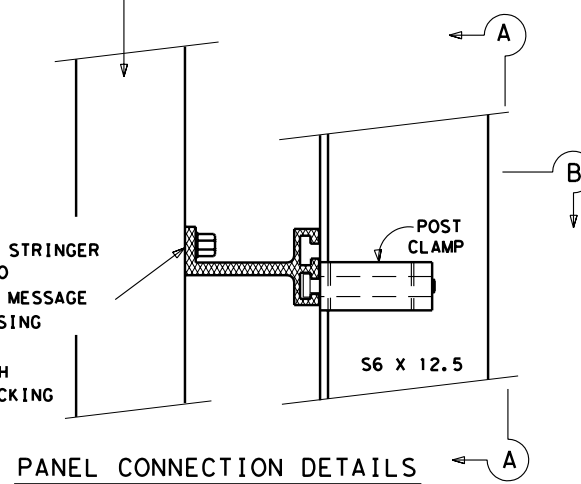 A
B
STRINGER
O
MESSAGE
SING
H
CKING
POST
CLAMP
S6 X 12.5
A
PANEL CONNECTION DETAILS